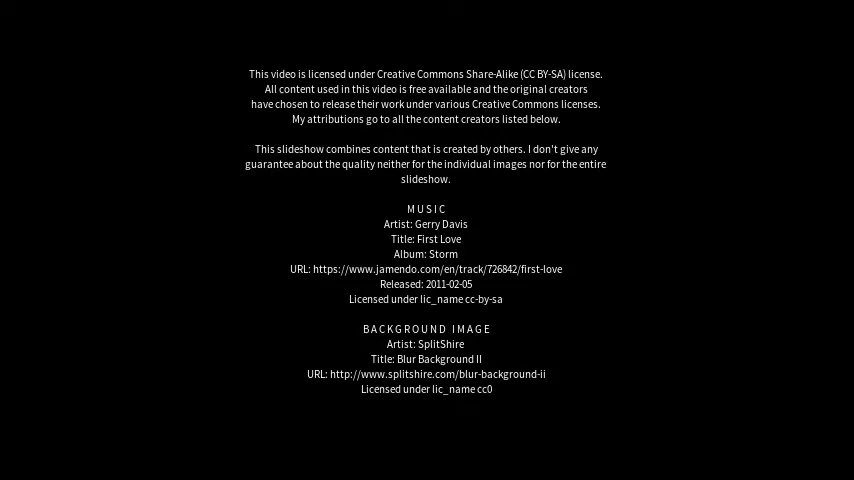 This video is licensed under Creative Commons Share-Alike (CC BY-SA) license.
All content used in this video is free available and the original creators
have chosen to release their work under various Creative Commons licenses.
My attributions go to all the content creators listed below.
This slideshow combines content that is created by others. I don't give any
guarantee about the quality neither for the individual images nor for the entire
slideshow.
MUSIC
Artist: Gerry Davis
Title: First Love
Album: Storm
URL: https://www.jamendo.com/en/track/726842/first-love
Released: 2011-02-05
Licensed under lic_name cc-by-sa
BACKGROUND IMAGE
Artist: SplitShire
Title: Blur Background II
URL: http://www.splitshire.com/blur-background-ii
Licensed under lic_name cc0